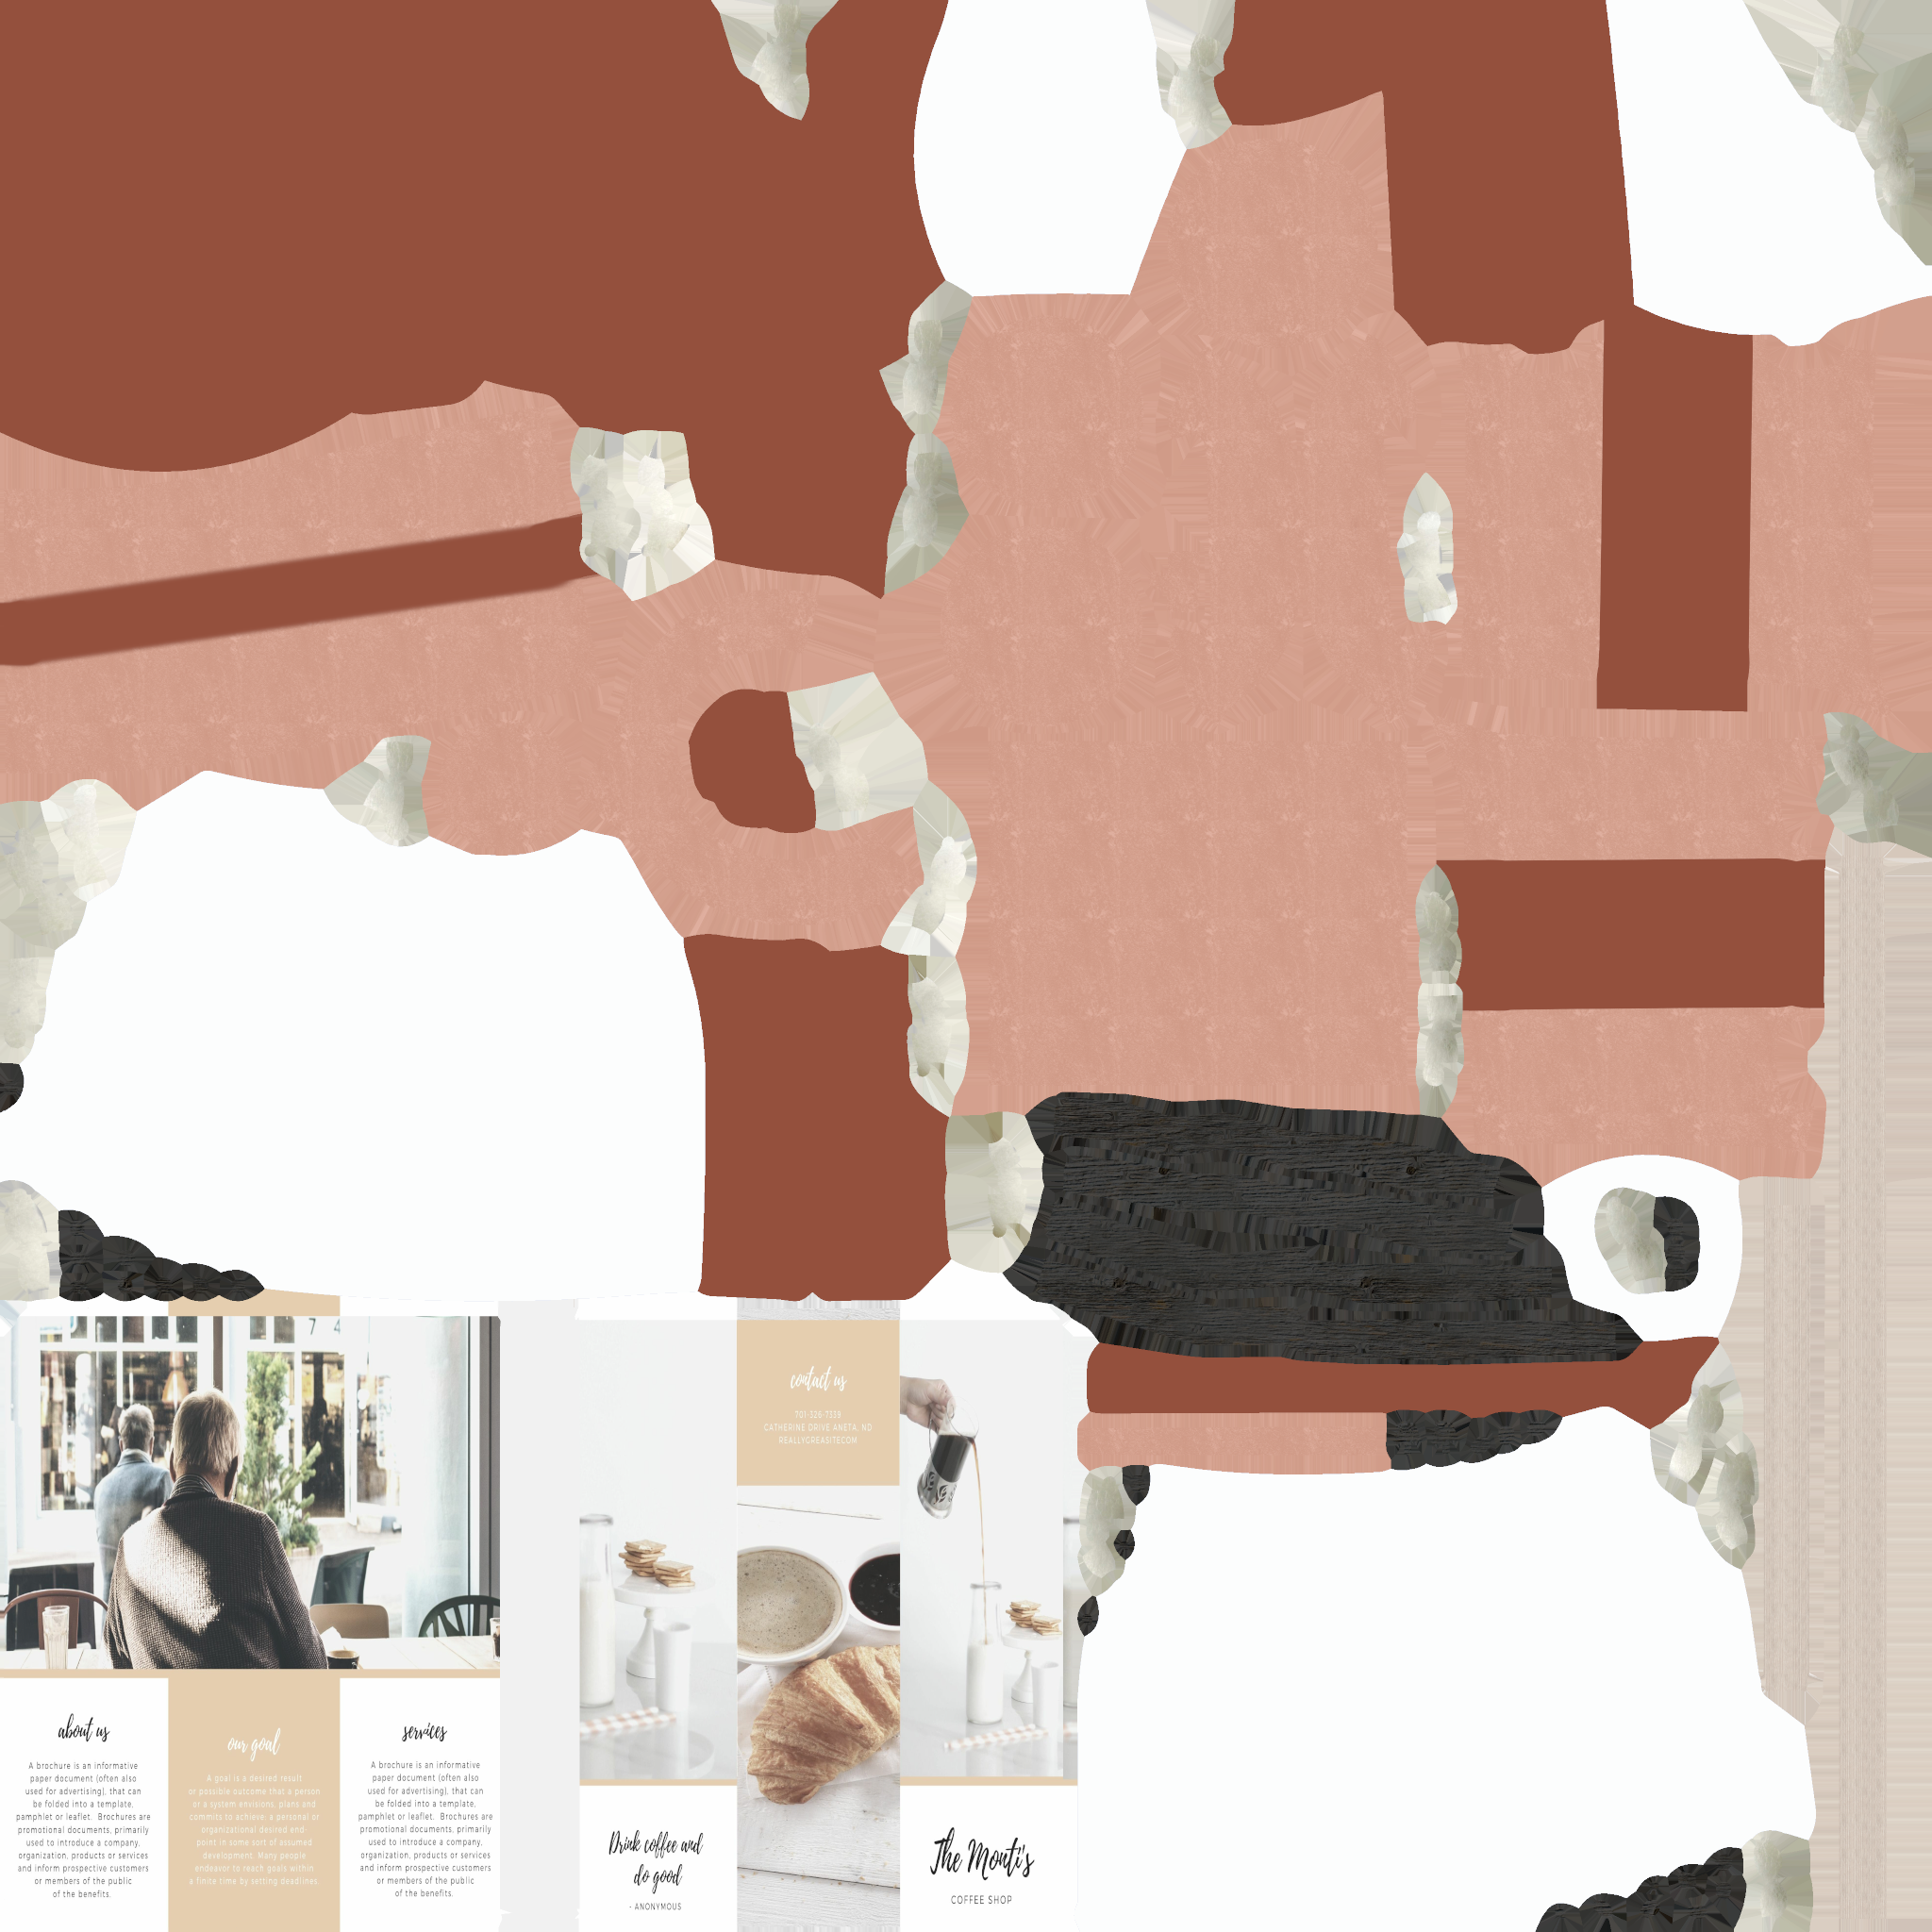 7 4
contact us
701-326-7339
CATHERINE DRIVE ANETA, ND
REALLYGREASITECOM
about us
A brochure is an informative
paper document (often also
used for advertising), that can
be folded into a template,
pamphlet or leaflet. Brochures are
promotional documents, primarily
used to introduce a company,
organization, products or services
and inform prospective customers
or members of the public
of the benefits.
our goal
A goal is a desired result
or possible outcome that a person
or a system envisions, plans and
commits to achieve: a personal or
organizational desired end-
point in some sort of assumed
development. Many people
endeavor to reach goals within
a finite time by setting deadlines.
services
A brochure is an informative
paper document (often also
used for advertising), that can
be folded into a template,
pamphlet or leaflet. Brochures are
promotional documents, primarily
used to introduce a company,
organization, products or services
and inform prospective customers
or members of the public
of the benefits.
Drink coffee and
do good
- ANONYMOUS
The Monti's
COFFEE SHOP